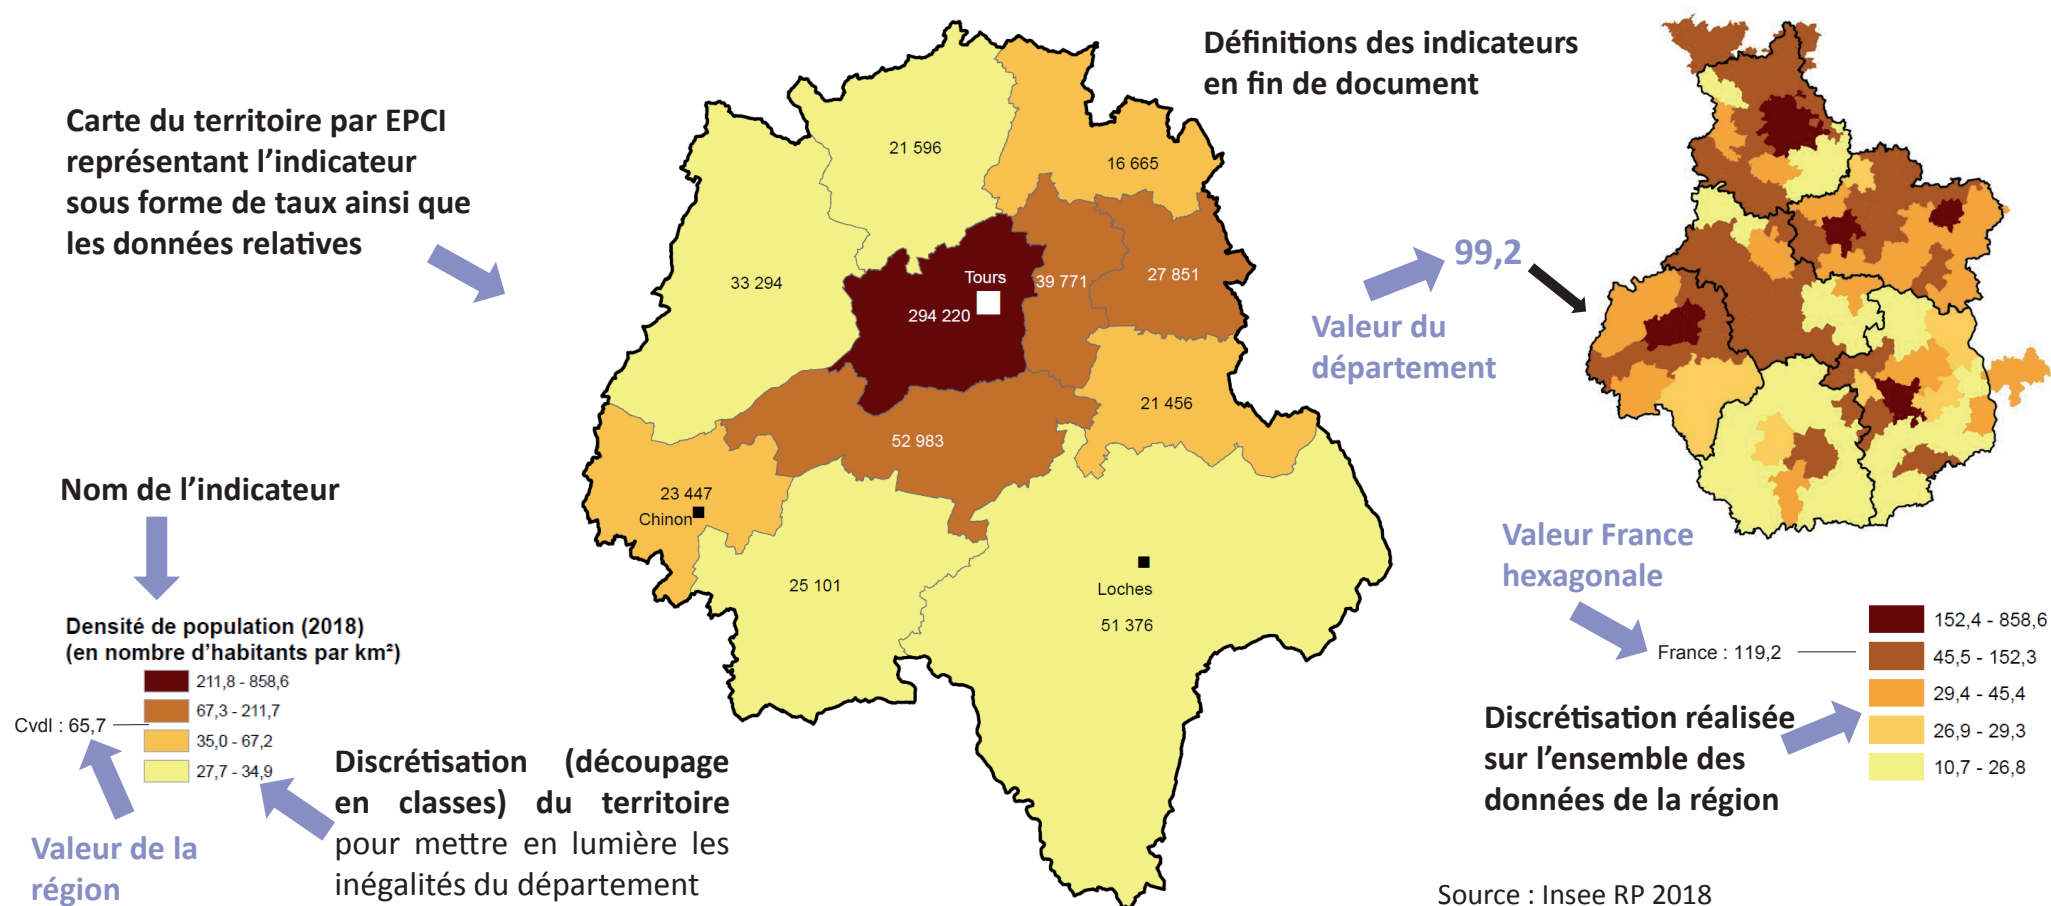 Carte du territoire par EPCI
représentant l’indicateur
sous forme de taux ainsi que
les données relatives
Définitions des indicateurs
en fin de document
21 596
16 665
33 294
Tours
294 220
39 771
27 851
99,2
Valeur du
département
21 456
52 983
23 447
Chinon
25 101
Loches
51 376
Nom de l’indicateur
Densité de population (2018)
(en nombre d’habitants par km²)
211,8 - 858,6
67,3 - 211,7
Cvdl : 65,7
35,0 - 67,2
27,7 - 34,9
Valeur de la
région
Discrétisation (découpage
en classes) du territoire
pour mettre en lumière les
inégalités du département
Valeur France
hexagonale
France : 119,2
152,4 - 858,6
45,5 - 152,3
29,4 - 45,4
26,9 - 29,3
10,7 - 26,8
Discrétisation réalisée
sur l’ensemble des
données de la région
Source : Insee RP 2018